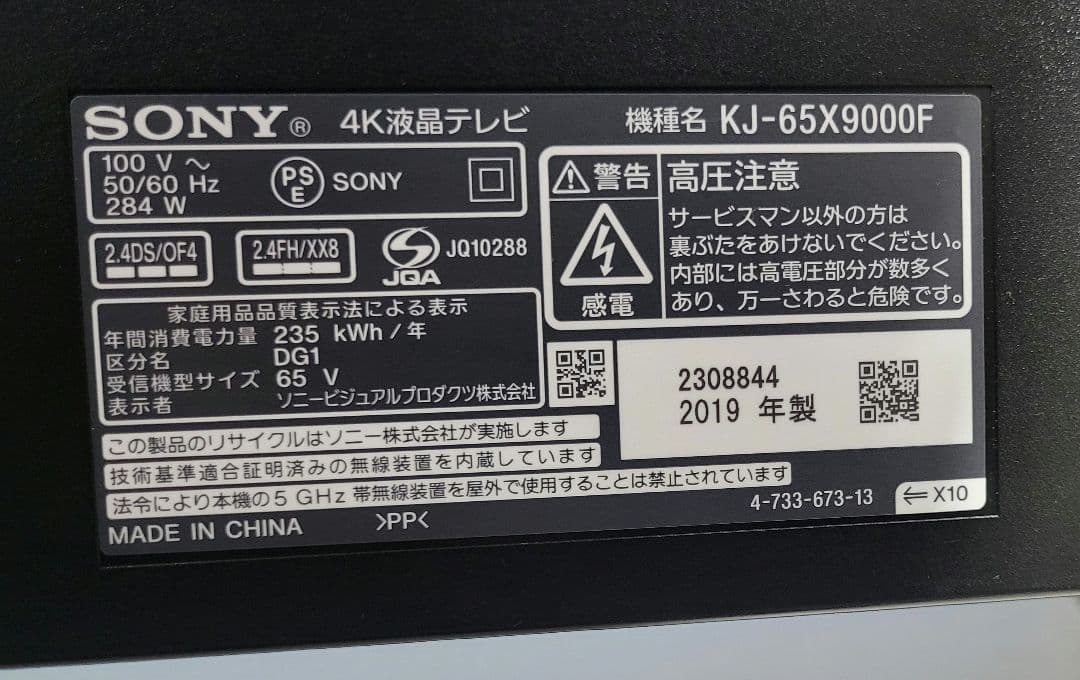 SONY® 4K液晶テレビ 機種名 KJ-65X9000F
100 V ～
50/60 Hz
284 W
PS
E
SONY
2.4DS/OF4
2.4FH/XX8
JQA
JQ10288
警告
高圧注意
感電
サービスマン以外の方は
裏ぶたをあけないでください。
内部には高電圧部分が数多く
あり、万一さわると危険です。
家庭用品品質表示法による表示
年間消費電力量 235 kWh/年
区分名 DG1
受信機型サイズ 65 V
表示者 ソニービジュアルプロダクツ株式会社
2308844
2019 年製
この製品のリサイクルはソニー株式会社が実施します
技術基準適合証明済みの無線装置を内蔵しています
法令により本機の5 GHz 帯無線装置を屋外で使用することは禁止されています
MADE IN CHINA >PP< 4-733-673-13 ⇐X10